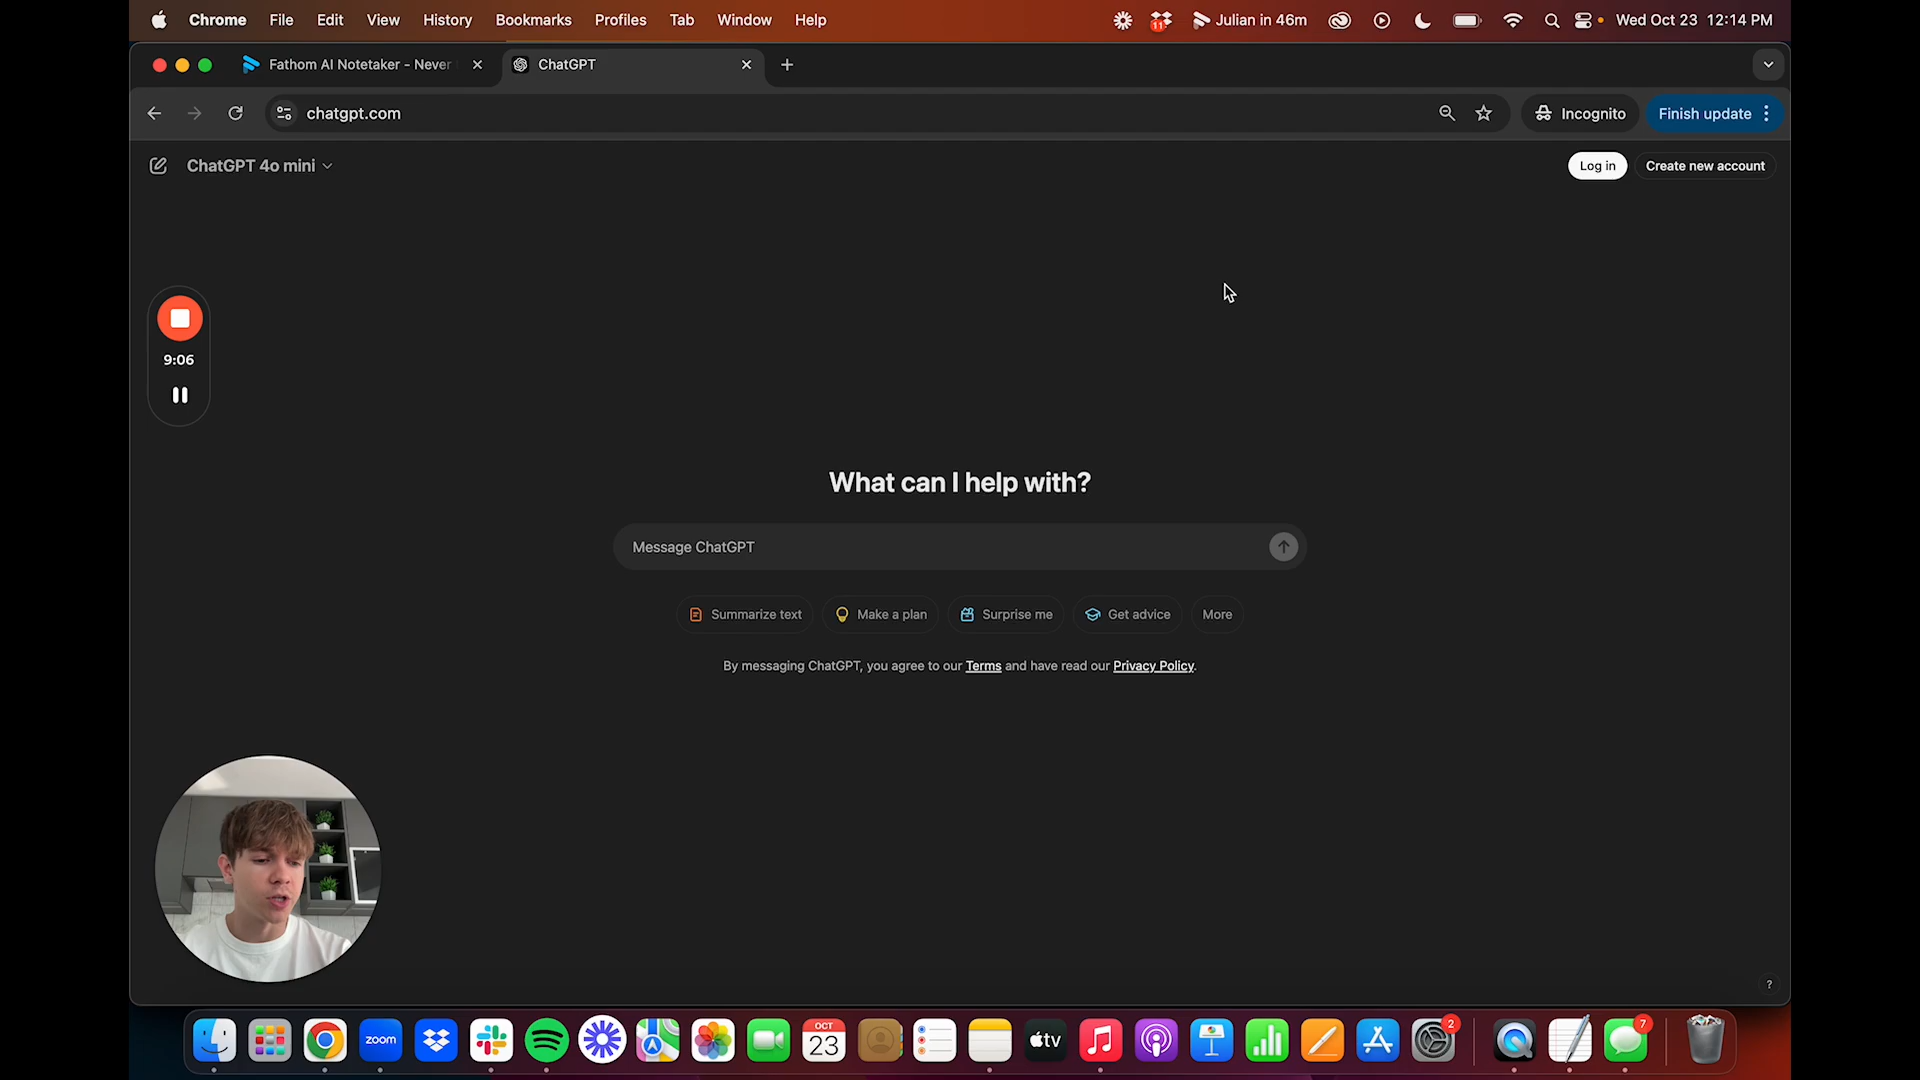 Chrome File Edit View History Bookmarks Profiles Tab Window Help
11 Julian in 46m Wed Oct 23 12:14 PM
Fathom AI Notetaker - Never
ChatGPT
chatgpt.com
Incognito
Finish update
ChatGPT 4o mini
Log in
Create new account
9:06
What can I help with?
Message ChatGPT
Summarize text
Make a plan
Surprise me
Get advice
More
By messaging ChatGPT, you agree to our Terms and have read our Privacy Policy.
?
zoom
OCT
23
tv
2
7